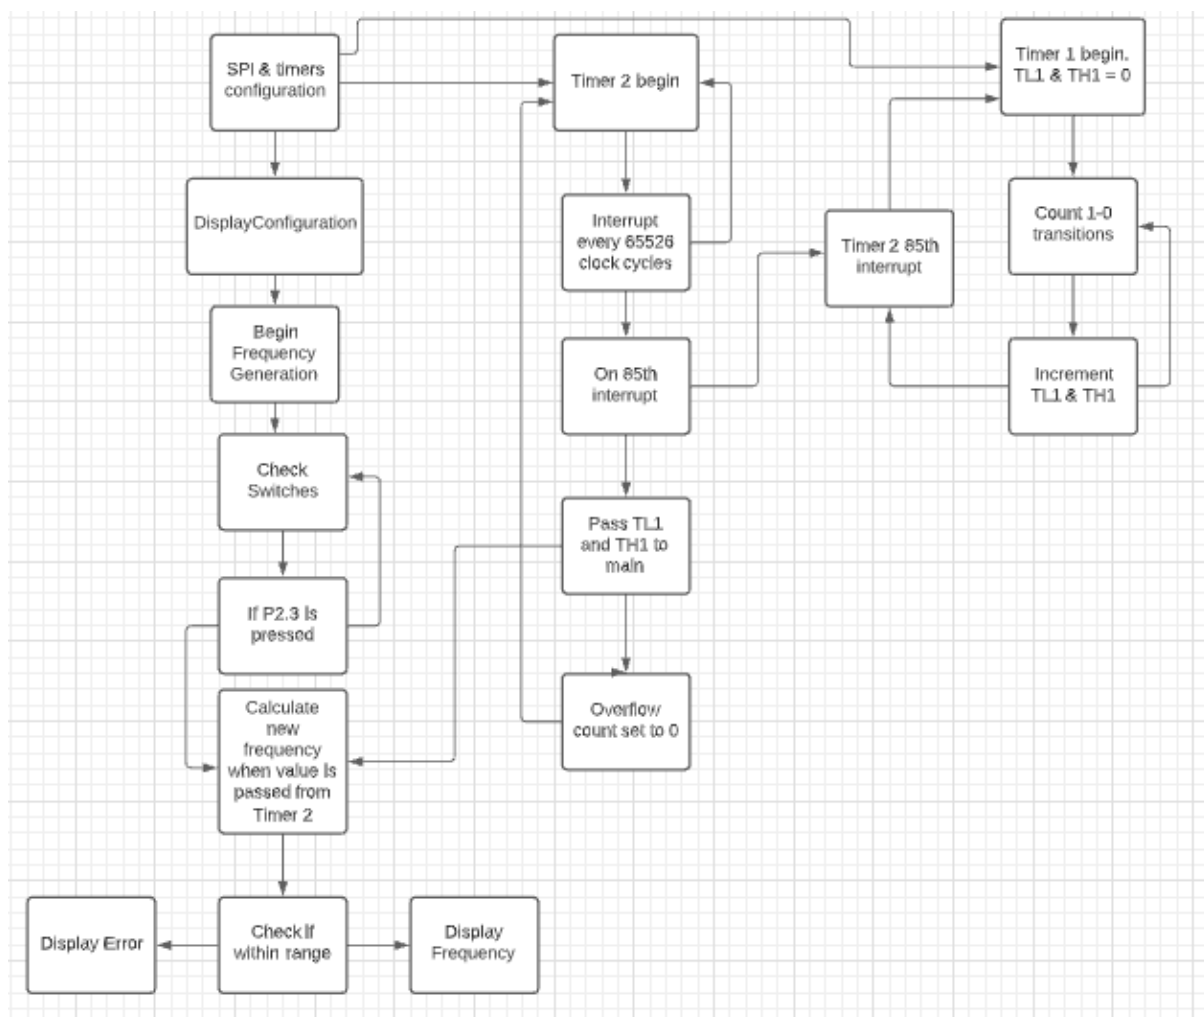 SPI & timers
configuration
Timer 2 begin
Timer 1 begin.
TL1 & TH1 = 0
DisplayConfiguration
Interrupt
every 65526
clock cycles
Timer 2 85th
interrupt
Count 1-0
transitions
Begin
Frequency
Generation
On 85th
interrupt
Increment
TL1 & TH1
Check
Switches
Pass TL1
and TH1 to
main
If P2.3 is
pressed
Calculate
new
frequency
when value is
passed from
Timer 2
Overflow
count set to 0
Display Error
Check if
within range
Display
Frequency